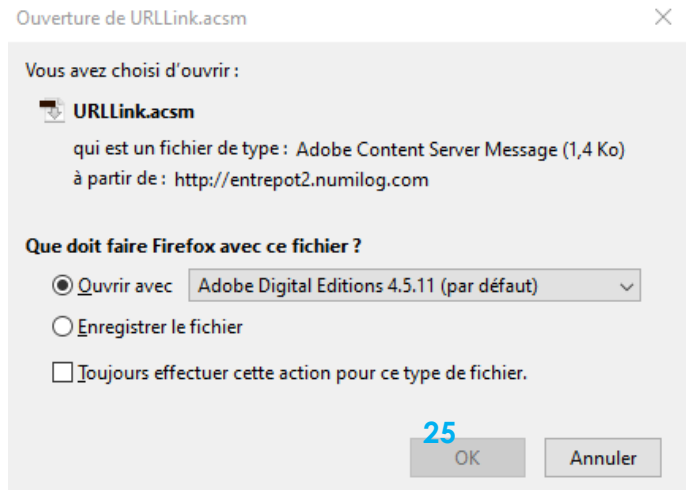 Ouverture de URLLink.acsm
Vous avez choisi d'ouvrir :
URLLink.acsm
qui est un fichier de type : Adobe Content Server Message (1,4 Ko)
à partir de : http://entrepot2.numilog.com
Que doit faire Firefox avec ce fichier ?
Ouvrir avec Adobe Digital Editions 4.5.11 (par défaut)
Enregistrer le fichier
Toujours effectuer cette action pour ce type de fichier.
25
OK Annuler